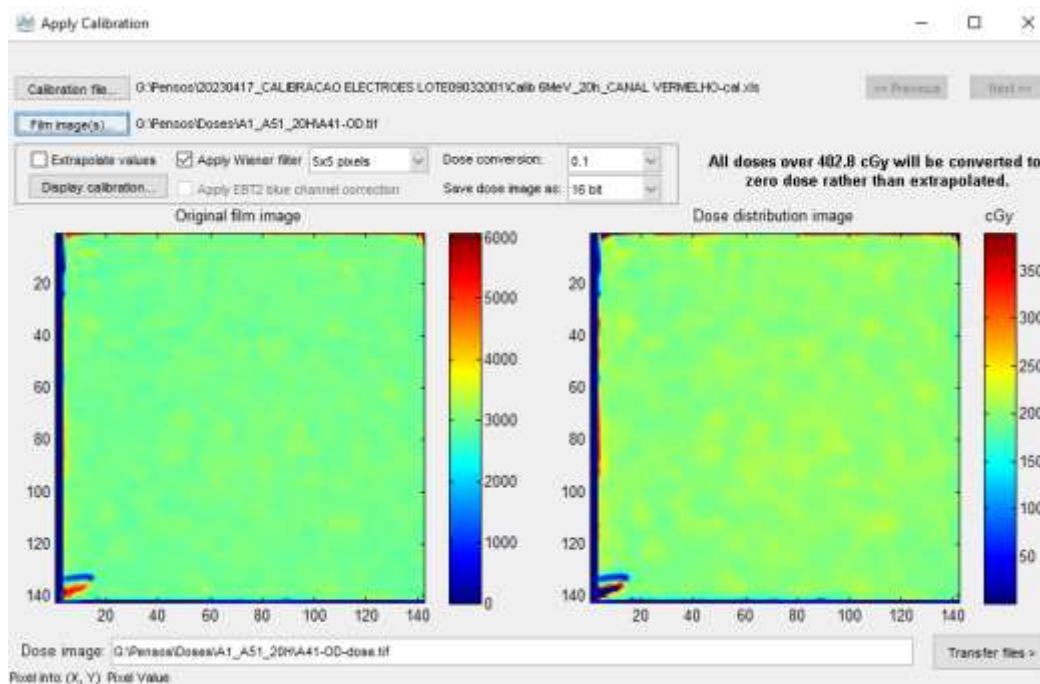 Apply Calibration
Calibration file... G:\Pensos\20230417_CALIBRACAO ELECTROES LOTE09032001\Calib 6MeV_20h_CANAL VERMELHO-cal.xls << Previous Next >>
Film image(s)... G:\Pensos\Doses\A1_A51_20H\A41-OD.tif
Extrapolate values Apply Wiener filter 5x5 pixels Dose conversion: 0.1
Display calibration... Apply EBT2 blue channel correction Save dose image as: 16 bit
All doses over 402.8 cGy will be converted to
zero dose rather than extrapolated.
Original film image Dose distribution image cGy
20
40
60
80
100
120
140
20 40 60 80 100 120 140
6000
5000
4000
3000
2000
1000
0
20
40
60
80
100
120
140
20 40 60 80 100 120 140
350
300
250
200
150
100
50
Dose image: G:\Pensos\Doses\A1_A51_20H\A41-OD-dose.tif Transfer files >
Pixel info: (X, Y) Pixel Value